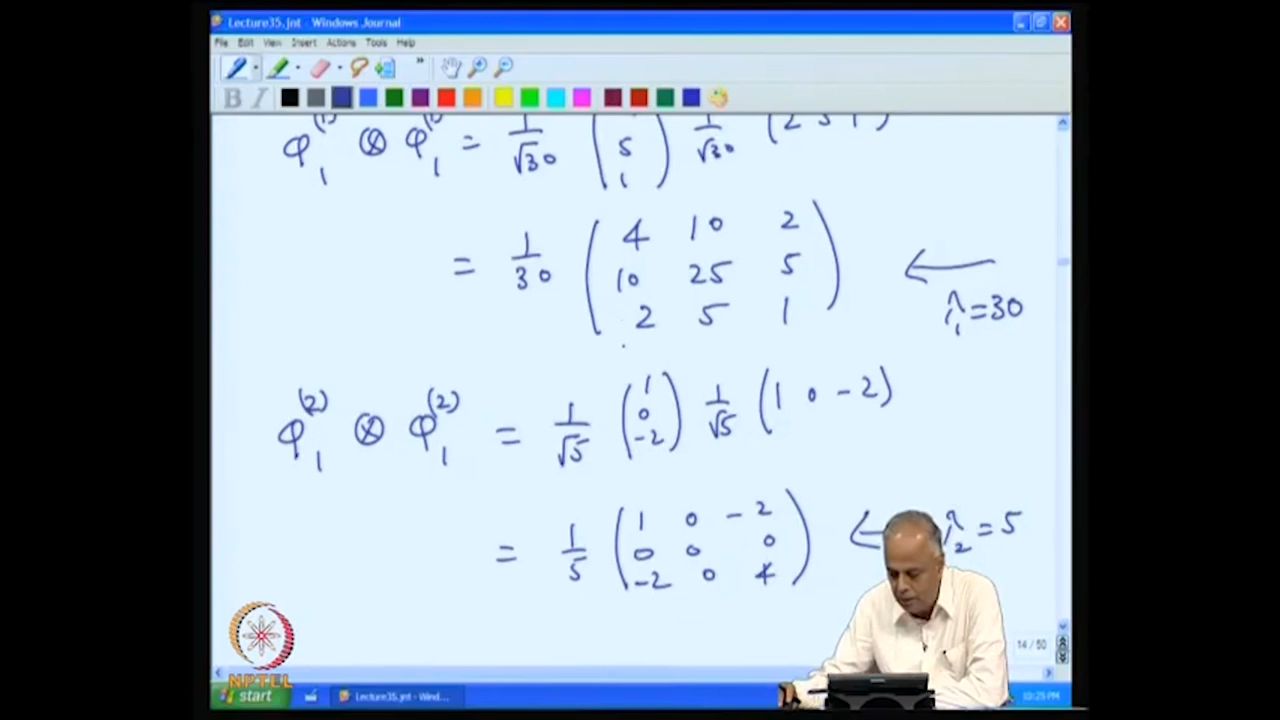 Lecture35.jnt - Windows Journal
File Edit View Insert Actions Tools Help
B I
φ₁⁽¹⁾ ⊗ φ₁⁽¹⁾ = 1/√30 ( 5 1 ) 1/√30 (2 5 1)
= 1/30 ( 4 10 2
10 25 5
2 5 1 ) ← λ₁ = 30
φ₁⁽²⁾ ⊗ φ₁⁽²⁾ = 1/√5 ( 1 0 -2 ) 1/√5 ( 1 0 -2 )
= 1/5 ( 1 0 -2
0 0 0
-2 0 4 ) ← λ₂ = 5
14 / 50
NPTEL
start Lecture35.jnt - Wind...
10:25 PM